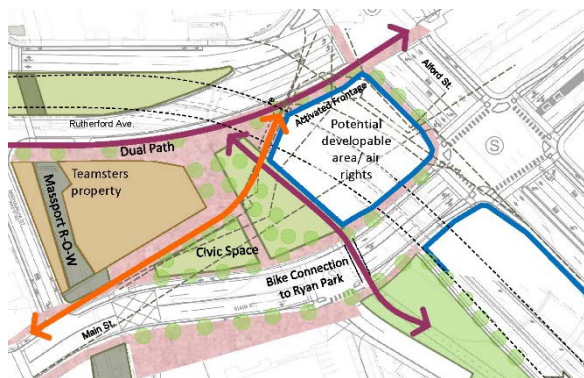 Alford St.
Rutherford Ave.
Activated Frontage
Dual Path
Potential
developable
area/ air
rights
Teamsters
property
Massport R-O-W
Civic Space
Bike Connection
to Ryan Park
Main St.
S